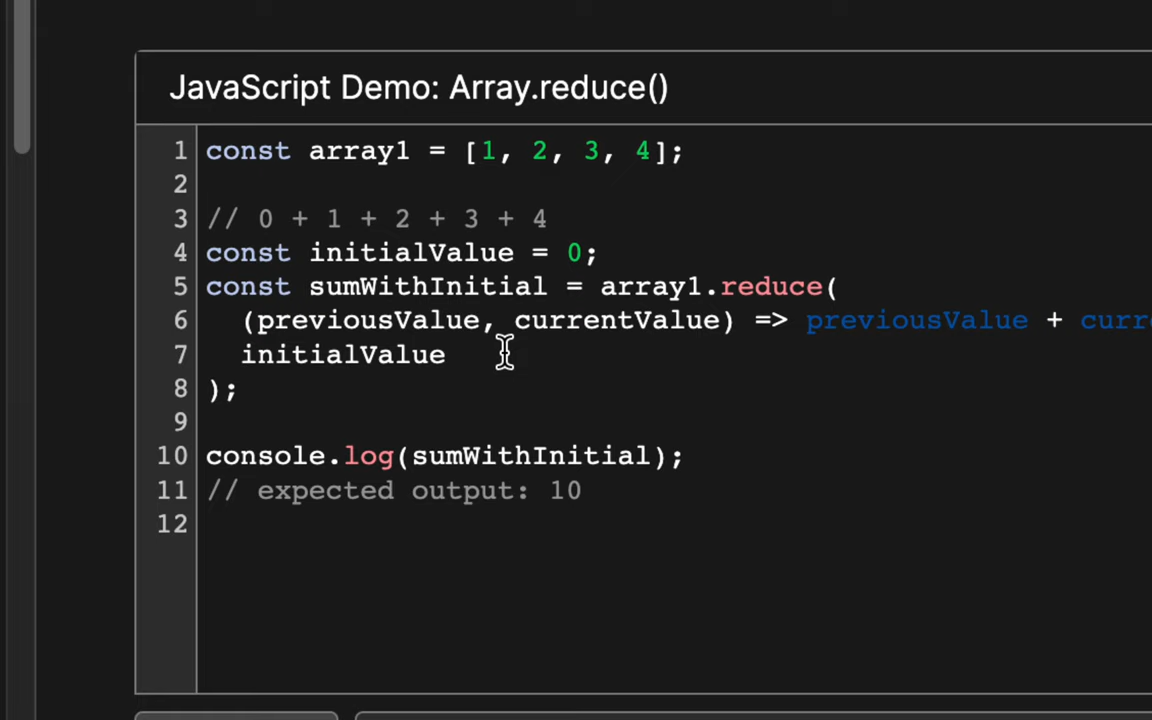 JavaScript Demo: Array.reduce()
1 const array1 = [1, 2, 3, 4];
2
3 // 0 + 1 + 2 + 3 + 4
4 const initialValue = 0;
5 const sumWithInitial = array1.reduce(
6   (previousValue, currentValue) => previousValue + curr
7   initialValue
8 );
9
10 console.log(sumWithInitial);
11 // expected output: 10
12